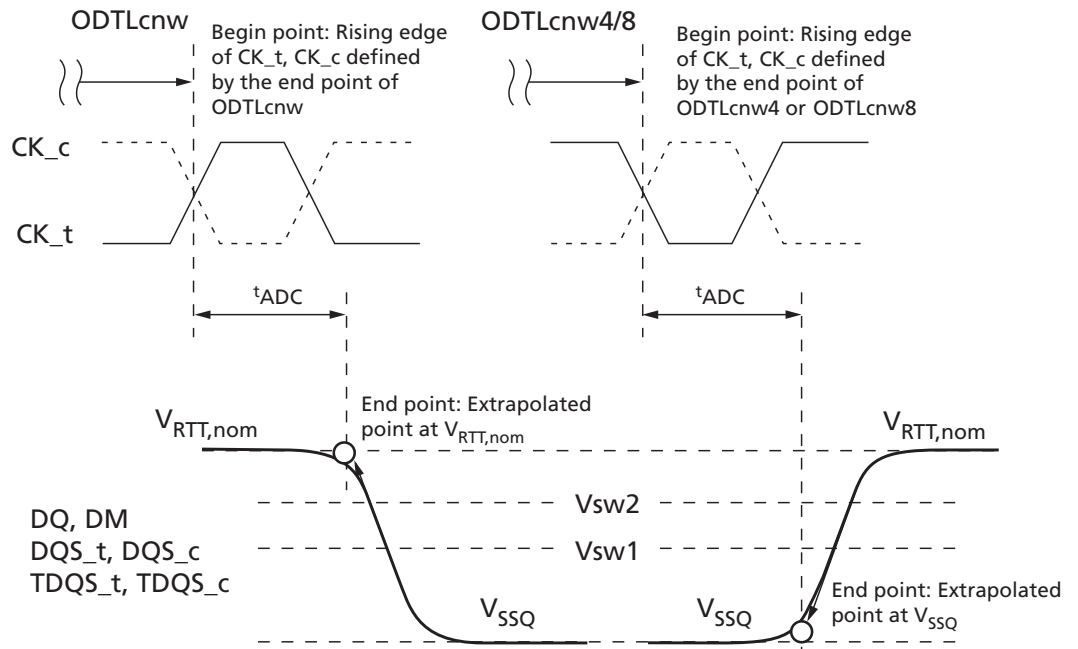 ODTLcnw
Begin point: Rising edge
of CK_t, CK_c defined
by the end point of
ODTLcnw
ODTLcnw4/8
Begin point: Rising edge
of CK_t, CK_c defined
by the end point of
ODTLcnw4 or ODTLcnw8
CK_c
CK_t
tADC
tADC
End point: Extrapolated
point at VRTT,nom
VRTT,nom
VRTT,nom
Vsw2
Vsw1
DQ, DM
DQS_t, DQS_c
TDQS_t, TDQS_c
VSSQ
VSSQ
End point: Extrapolated
point at VSSQ